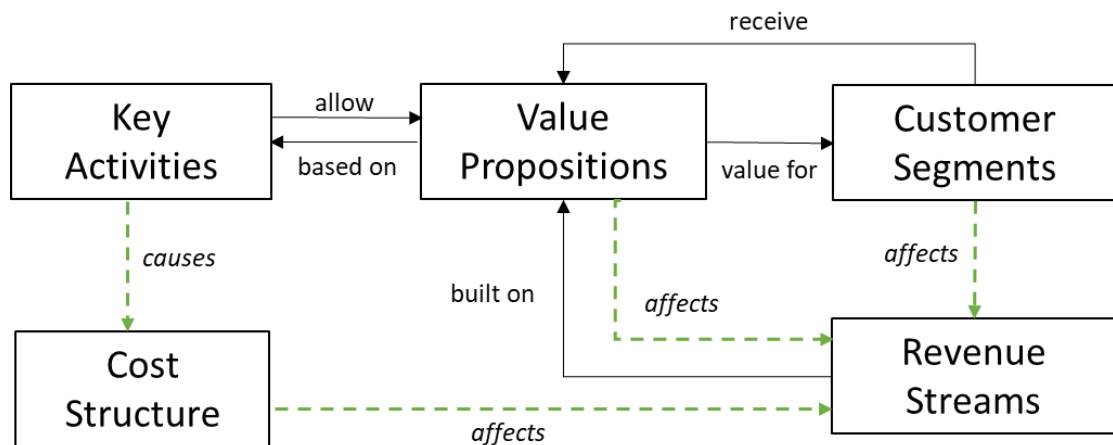 receive
Key
Activities
allow
based on
Value
Propositions
value for
Customer
Segments
causes
built on
affects
affects
Cost
Structure
affects
Revenue
Streams